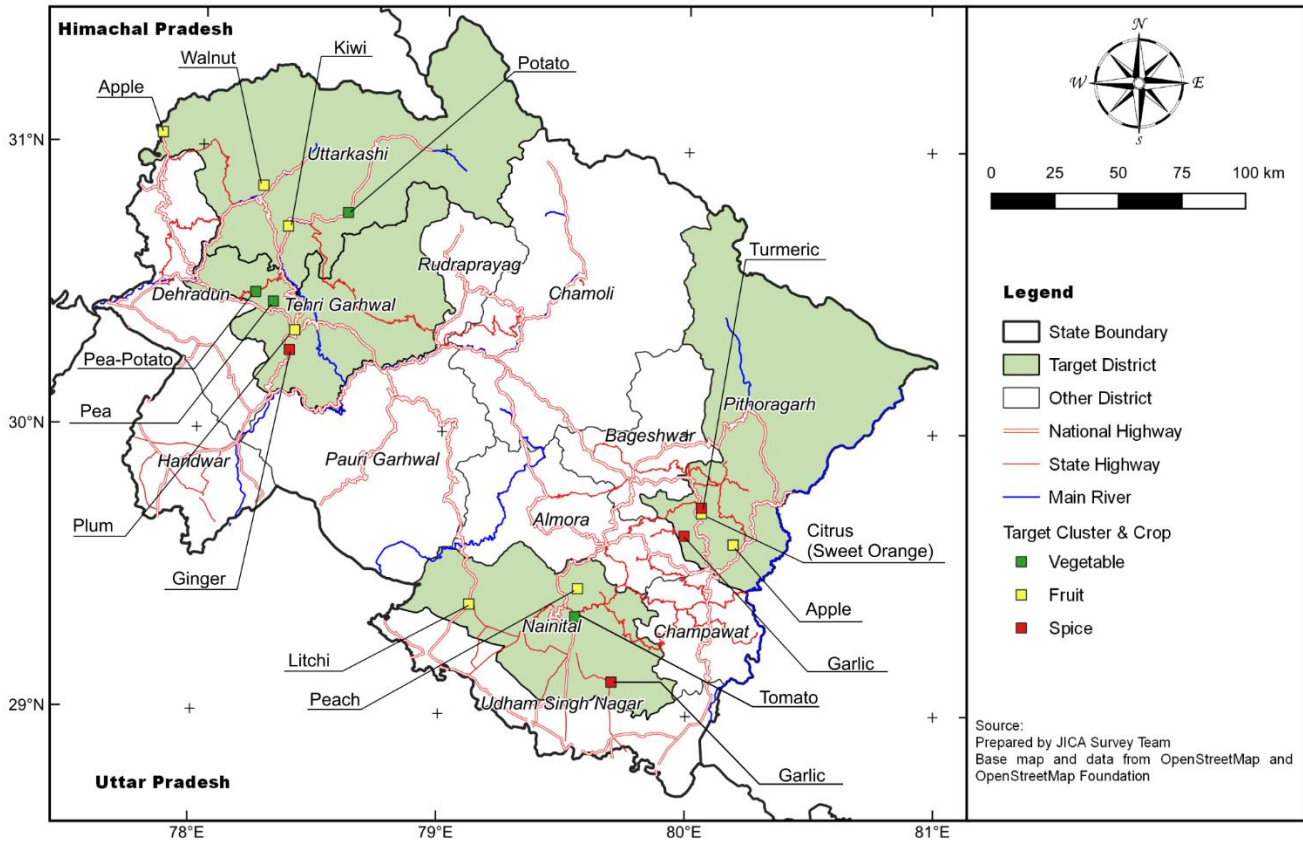 Himachal Pradesh
Kiwi
Walnut
Potato
Apple
31°N
Uttarkashi
Turmeric
Rudraprayag
Chamoli
Dehradun
Tehri Garhwal
Pea-Potato
Pea
30°N
Pithoragarh
Bageshwar
Haridwar
Pauri Garhwal
Plum
Almora
Citrus
(Sweet Orange)
Ginger
Apple
Nainital
Champawat
Litchi
Garlic
Peach
Tomato
29°N
Udham Singh Nagar
Garlic
Uttar Pradesh
78°E
79°E
80°E
81°E
N
W
E
S
0 25 50 75 100 km
Legend
State Boundary
Target District
Other District
National Highway
State Highway
Main River
Target Cluster & Crop
Vegetable
Fruit
Spice
Source:
Prepared by JICA Survey Team
Base map and data from OpenStreetMap and
OpenStreetMap Foundation